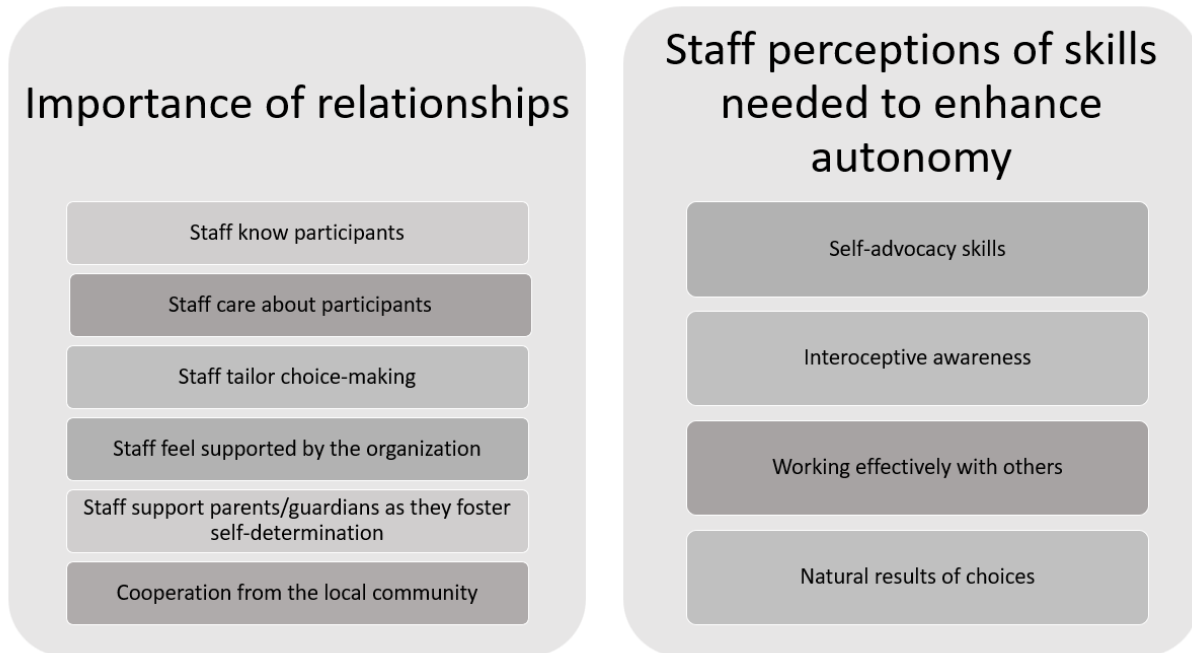 Importance of relationships
Staff know participants
Staff care about participants
Staff tailor choice-making
Staff feel supported by the organization
Staff support parents/guardians as they foster
self-determination
Cooperation from the local community
Staff perceptions of skills
needed to enhance
autonomy
Self-advocacy skills
Interoceptive awareness
Working effectively with others
Natural results of choices